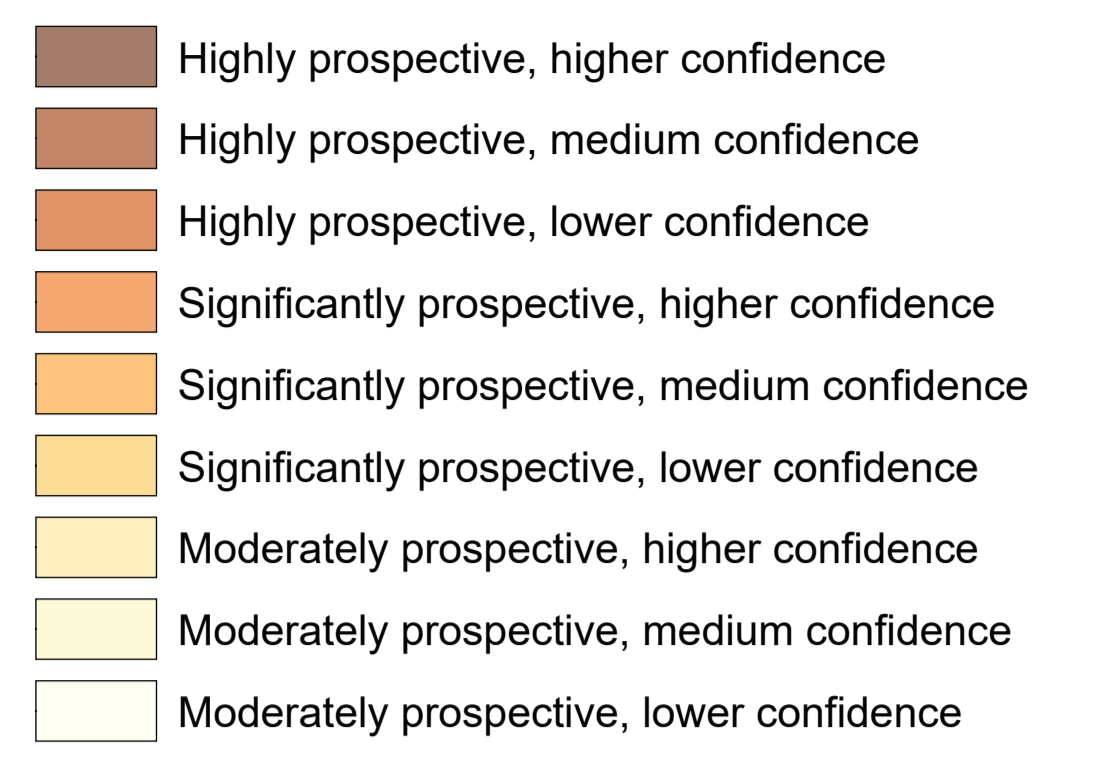 Highly prospective, higher confidence
Highly prospective, medium confidence
Highly prospective, lower confidence
Significantly prospective, higher confidence
Significantly prospective, medium confidence
Significantly prospective, lower confidence
Moderately prospective, higher confidence
Moderately prospective, medium confidence
Moderately prospective, lower confidence